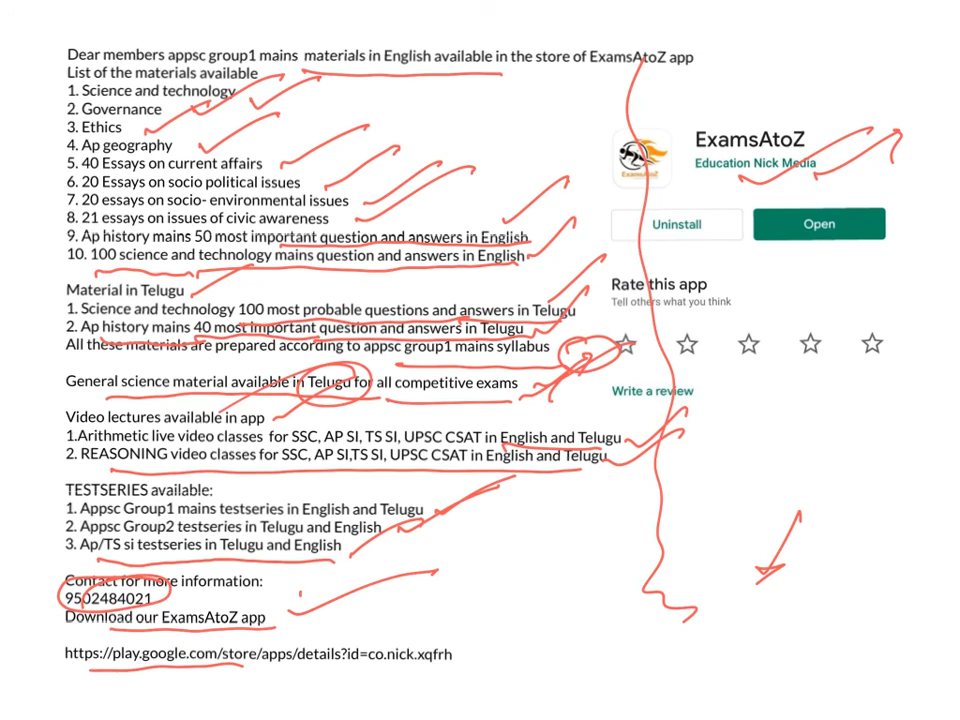 Dear members appsc group1 mains materials in English available in the store of ExamsAtoZ app
List of the materials available
1. Science and technology
2. Governance
3. Ethics
4. Ap geography
5. 40 Essays on current affairs
6. 20 Essays on socio political issues
7. 20 essays on socio- environmental issues
8. 21 essays on issues of civic awareness
9. Ap history mains 50 most important question and answers in English
10. 100 science and technology mains question and answers in English
Material in Telugu
1. Science and technology 100 most probable questions and answers in Telugu
2. Ap history mains 40 most important question and answers in Telugu
All these materials are prepared according to appsc group1 mains syllabus
General science material available in Telugu for all competitive exams
Video lectures available in app
1.Arithmetic live video classes for SSC, AP SI, TS SI, UPSC CSAT in English and Telugu
2. REASONING video classes for SSC, AP SI,TS SI, UPSC CSAT in English and Telugu
TESTSERIES available:
1. Appsc Group1 mains testseries in English and Telugu
2. Appsc Group2 testseries in Telugu and English
3. Ap/TS si testseries in Telugu and English
Contact for more information:
9502484021
Download our ExamsAtoZ app
https://play.google.com/store/apps/details?id=co.nick.xqfrh
ExamsAtoZ
ExamsAtoZ
Education Nick Media
Uninstall
Open
Rate this app
Tell others what you think
Write a review